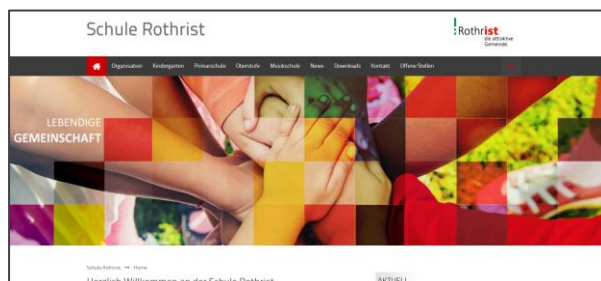 Schule Rothrist
Rothrist
die attraktive
Gemeinde.
Organisation Kindergarten Primarschule Oberstufe Musikschule News Downloads Kontakt Offene Stellen
LEBENDIGE
GEMEINSCHAFT
Schule Rothrist → Home
Herzlich Willkommen an der Schule Rothrist
AKTUELL